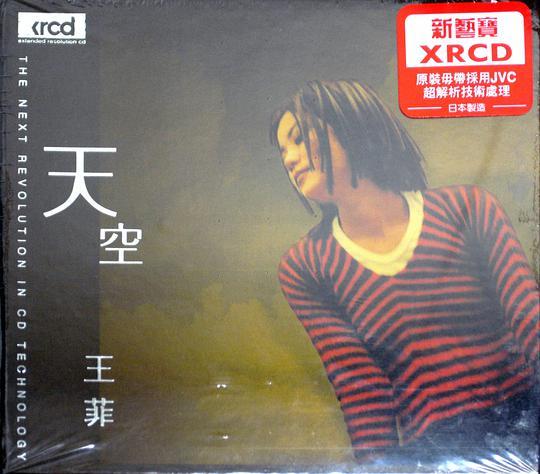 xrcd
extended resolution cd
THE NEXT REVOLUTION IN CD TECHNOLOGY
天空
王菲
新藝寶
XRCD
原裝母帶採用JVC
超解析技術處理
日本製造